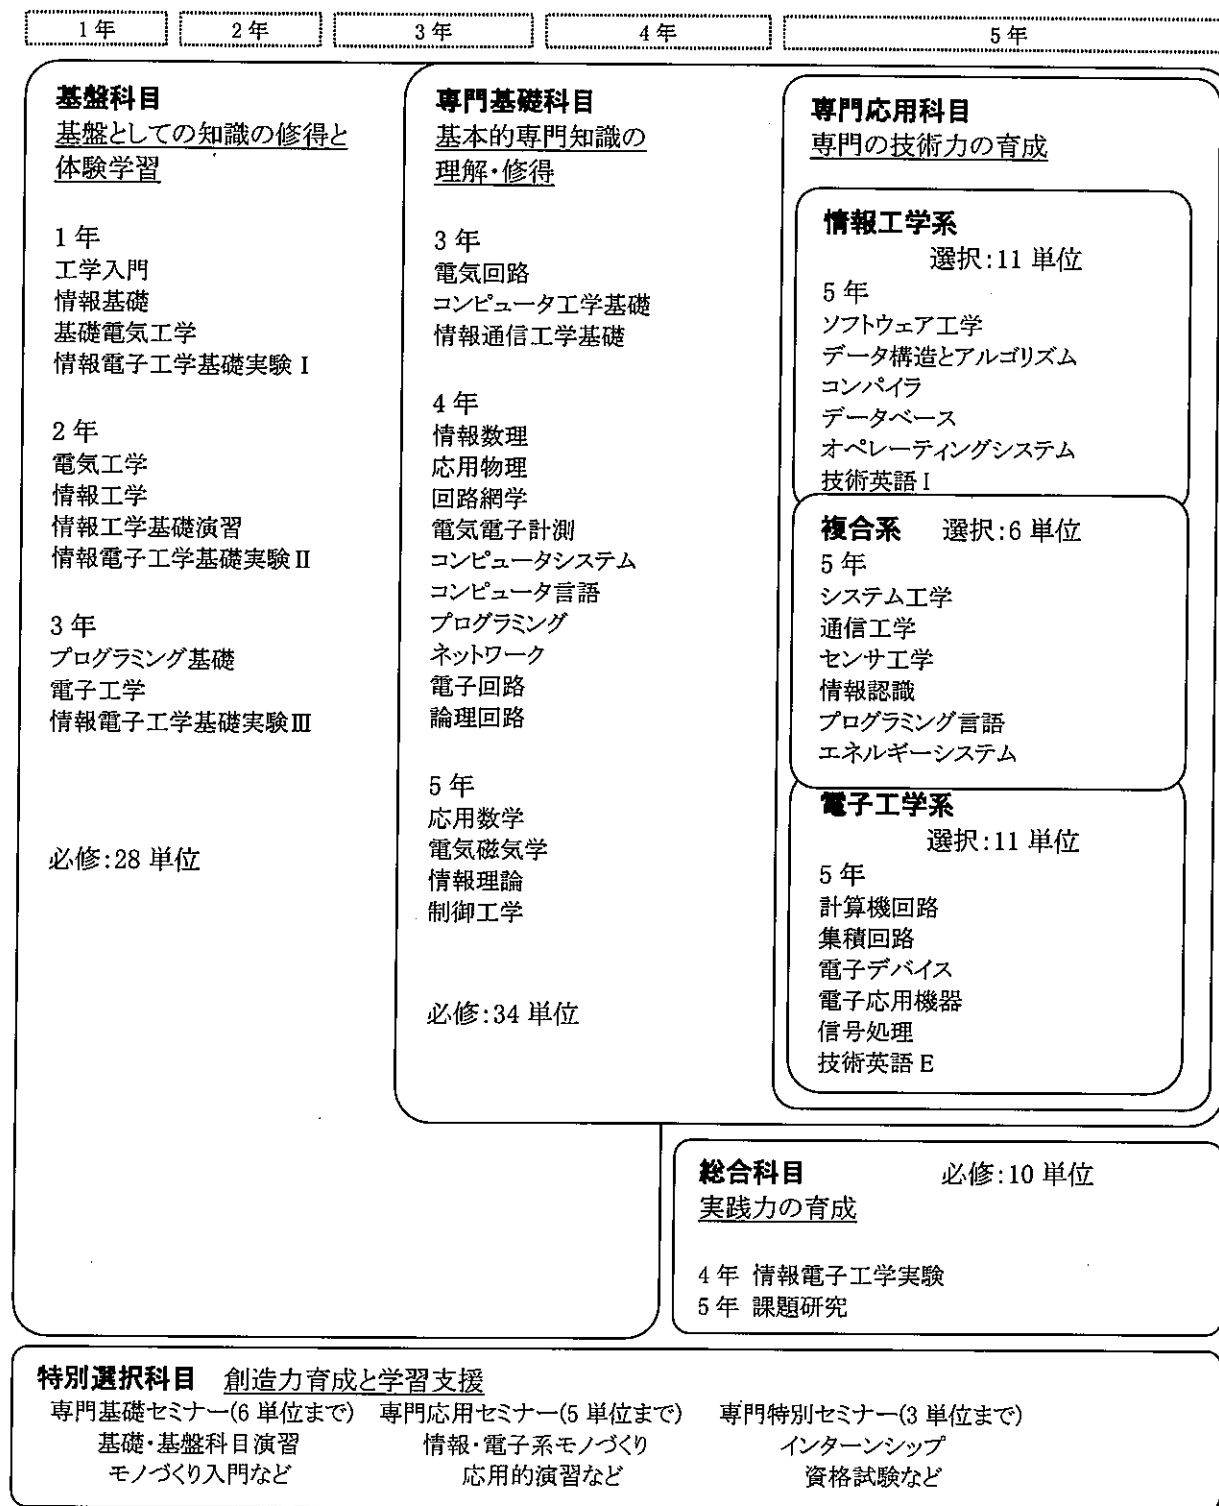 1年 2年 3年 4年 5年
基盤科目
基盤としての知識の修得と
体験学習
1年
工学入門
情報基礎
基礎電気工学
情報電子工学基礎実験 I
2年
電気工学
情報工学
情報工学基礎演習
情報電子工学基礎実験Ⅱ
3年
プログラミング基礎
電子工学
情報電子工学基礎実験Ⅲ
必修:28 単位
専門基礎科目
基本的専門知識の
理解・修得
3年
電気回路
コンピュータ工学基礎
情報通信工学基礎
4年
情報数理
応用物理
回路網学
電気電子計測
コンピュータシステム
コンピュータ言語
プログラミング
ネットワーク
電子回路
論理回路
5年
応用数学
電気磁気学
情報理論
制御工学
必修:34 単位
専門応用科目
専門の技術力の育成
情報工学系
選択:11 単位
5年
ソフトウェア工学
データ構造とアルゴリズム
コンパイラ
データベース
オペレーティングシステム
技術英語 I
複合系 選択:6 単位
5年
システム工学
通信工学
センサ工学
情報認識
プログラミング言語
エネルギーシステム
電子工学系
選択:11 単位
5年
計算機回路
集積回路
電子デバイス
電子応用機器
信号処理
技術英語 E
総合科目 必修:10 単位
実践力の育成
4年 情報電子工学実験
5年 課題研究
特別選択科目 創造力育成と学習支援
専門基礎セミナー(6 単位まで) 専門応用セミナー(5 単位まで) 専門特別セミナー(3 単位まで)
基礎・基盤科目演習 情報・電子系モノづくり インターンシップ
モノづくり入門など 応用的演習など 資格試験など